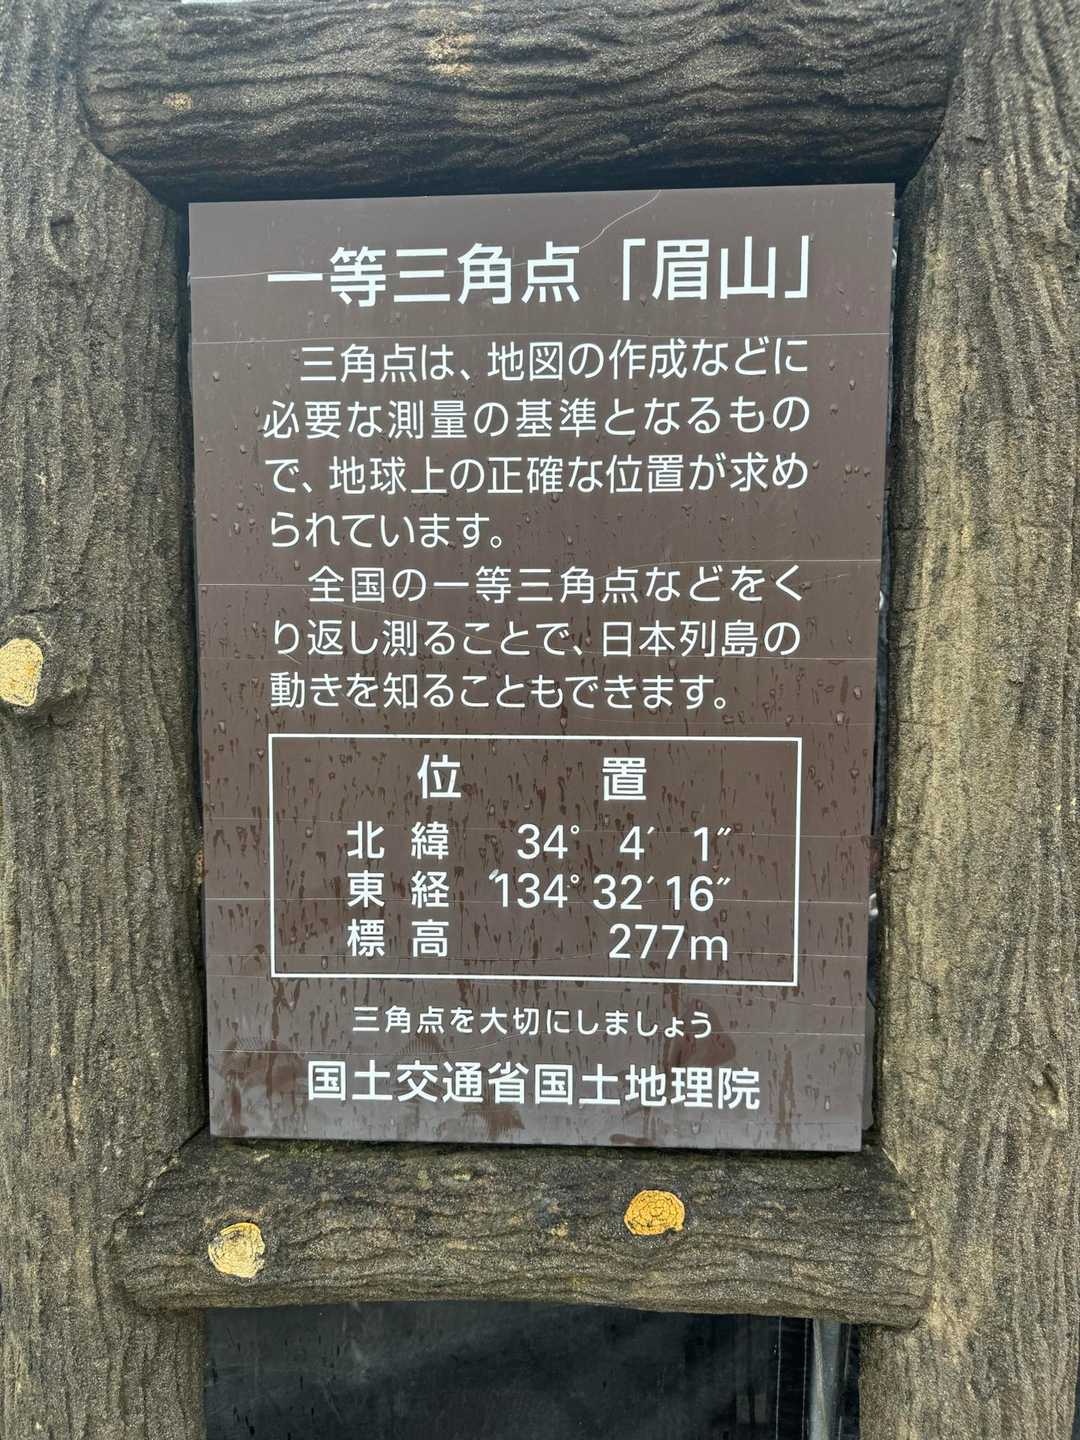 一等三角点「眉山」
三角点は、地図の作成などに
必要な測量の基準となるもの
で、地球上の正確な位置が求め
られています。
全国の一等三角点などをく
り返し測ることで、日本列島の
動きを知ることもできます。
位置
北緯 34° 4′ 1″
東経 134° 32′ 16″
標高 277m
三角点を大切にしましょう
国土交通省国土地理院